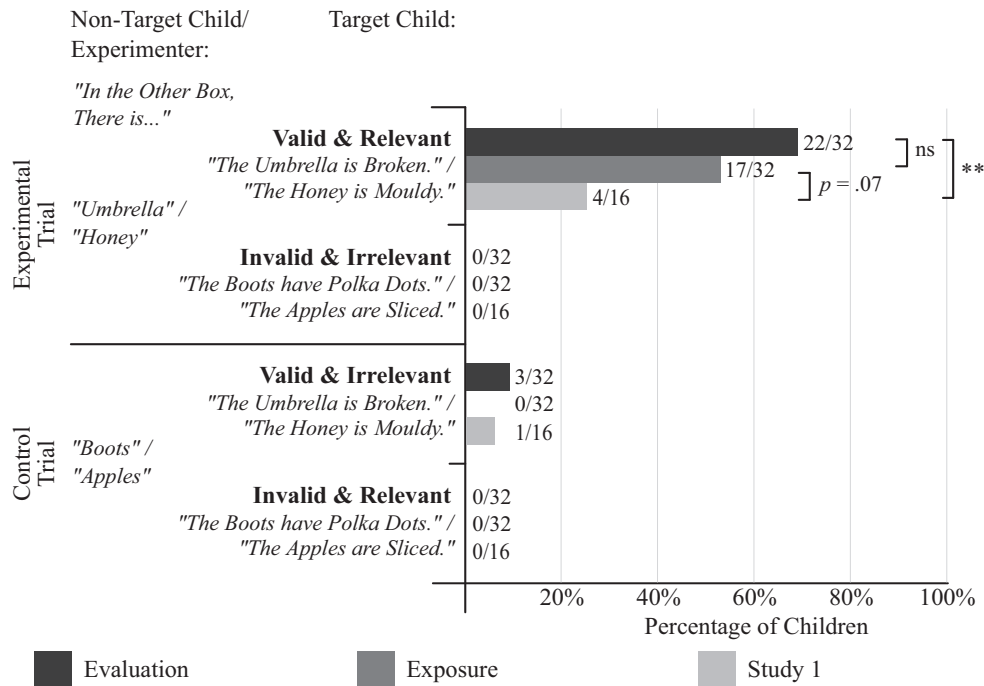 Non-Target Child/
Experimenter:
Target Child:
"In the Other Box,
There is..."
Experimental
Trial
"Umbrella" /
"Honey"
Valid & Relevant
"The Umbrella is Broken." /
"The Honey is Mouldy."
22/32
17/32
4/16
ns
**
p = .07
Invalid & Irrelevant
"The Boots have Polka Dots." /
"The Apples are Sliced."
0/32
0/32
0/16
Control
Trial
"Boots" /
"Apples"
Valid & Irrelevant
"The Umbrella is Broken." /
"The Honey is Mouldy."
3/32
0/32
1/16
Invalid & Relevant
"The Boots have Polka Dots." /
"The Apples are Sliced."
0/32
0/32
0/16
20% 40% 60% 80% 100%
Percentage of Children
Evaluation Exposure Study 1